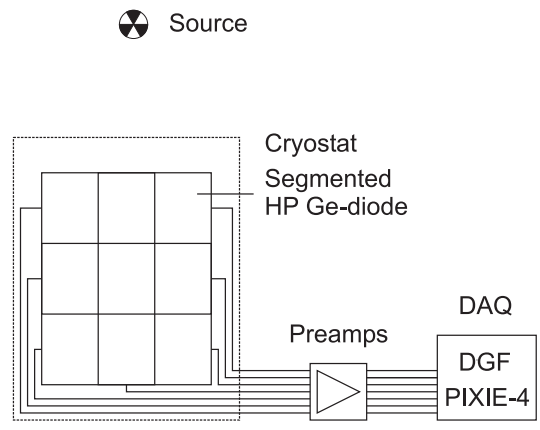 Source
Cryostat
Segmented
HP Ge-diode
DAQ
Preamps
DGF
PIXIE-4